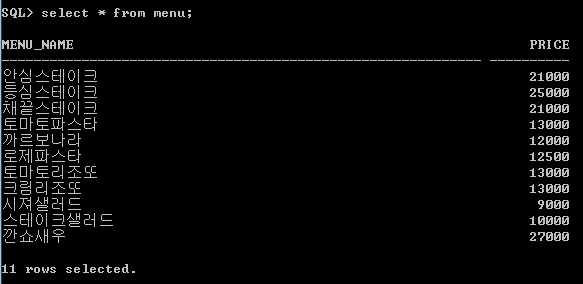 SQL> select * from menu;
MENU_NAME PRICE
-------------------------------------------------------------- ----------
안심스테이크 21000
등심스테이크 25000
채끝스테이크 21000
토마토파스타 13000
까르보나라 12000
로제파스타 12500
토마토리조또 13000
크림리조또 13000
시져샐러드 9000
스테이크샐러드 10000
깐쇼새우 27000
11 rows selected.